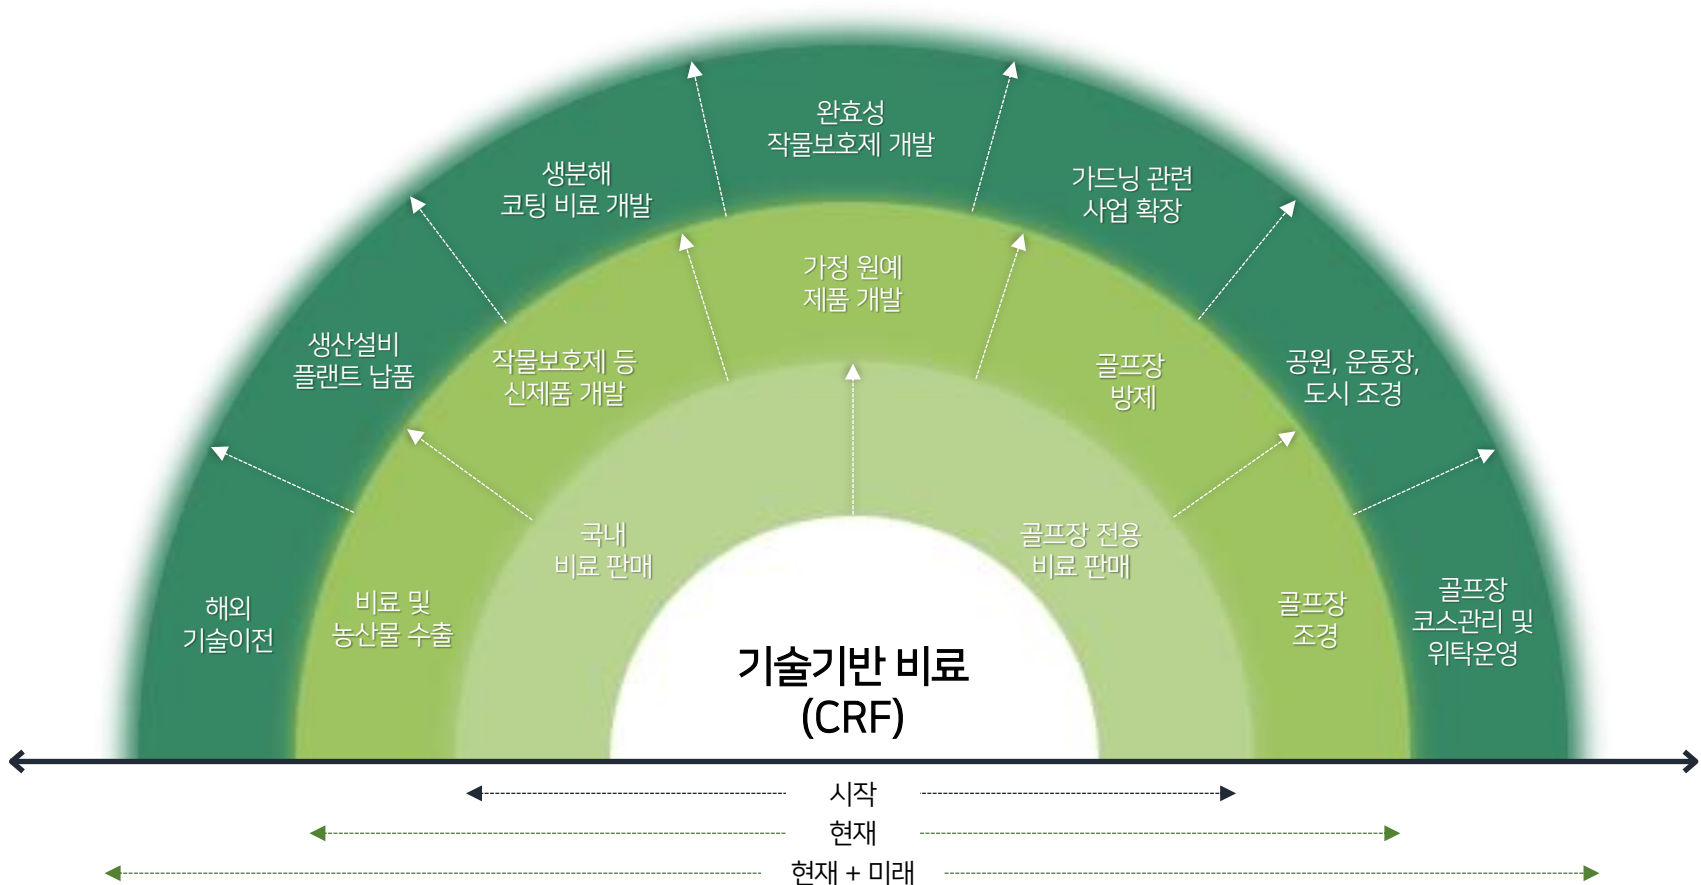 완효성
작물보호제 개발
생분해
코팅 비료 개발
가드닝 관련
사업 확장
가정 원예
제품 개발
생산설비
플랜트 납품
작물보호제 등
신제품 개발
골프장
방제
공원, 운동장,
도시 조경
국내
비료 판매
골프장 전용
비료 판매
해외
기술이전
비료 및
농산물 수출
골프장
조경
골프장
코스관리 및
위탁운영
기술기반 비료
(CRF)
시작
현재
현재 + 미래